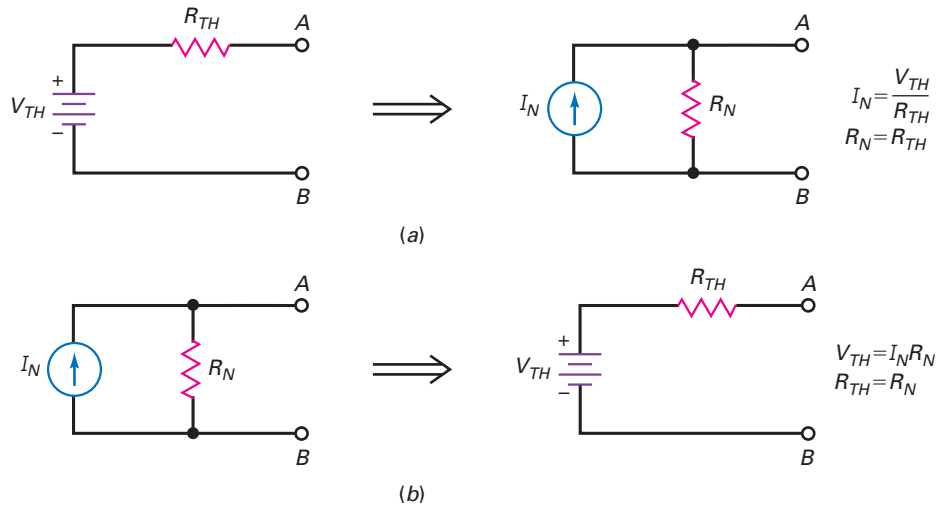 R_TH
A
+
V_TH
−
B
I_N
R_N
A
B
I_N = V_TH / R_TH
R_N = R_TH
(a)
I_N
R_N
A
B
R_TH
A
+
V_TH
−
B
V_TH = I_N R_N
R_TH = R_N
(b)